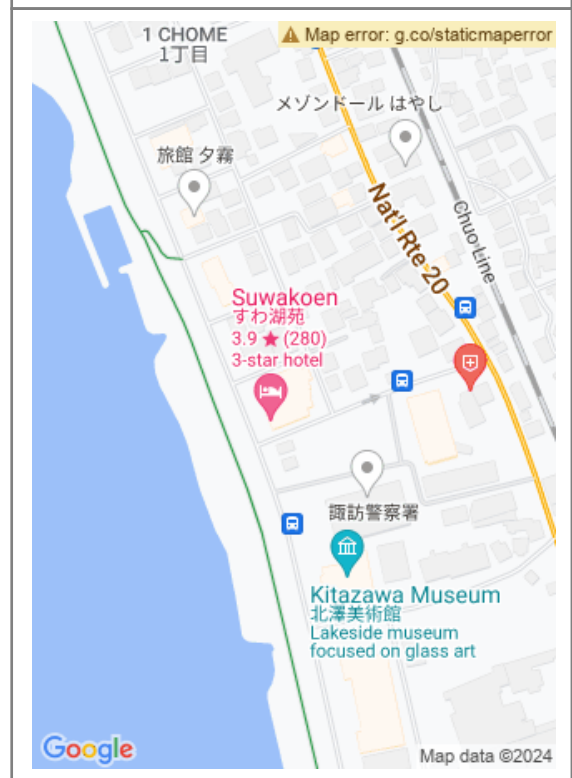 1 CHOME
1丁目
Map error: g.co/staticmaperror
メゾンドール はやし
旅館 夕霧
Nat'l Rte 20
Chuo Line
Suwakoen
すわ湖苑
3.9 ★ (280)
3-star hotel
諏訪警察署
Kitazawa Museum
北澤美術館
Lakeside museum
focused on glass art
Google
Map data ©2024